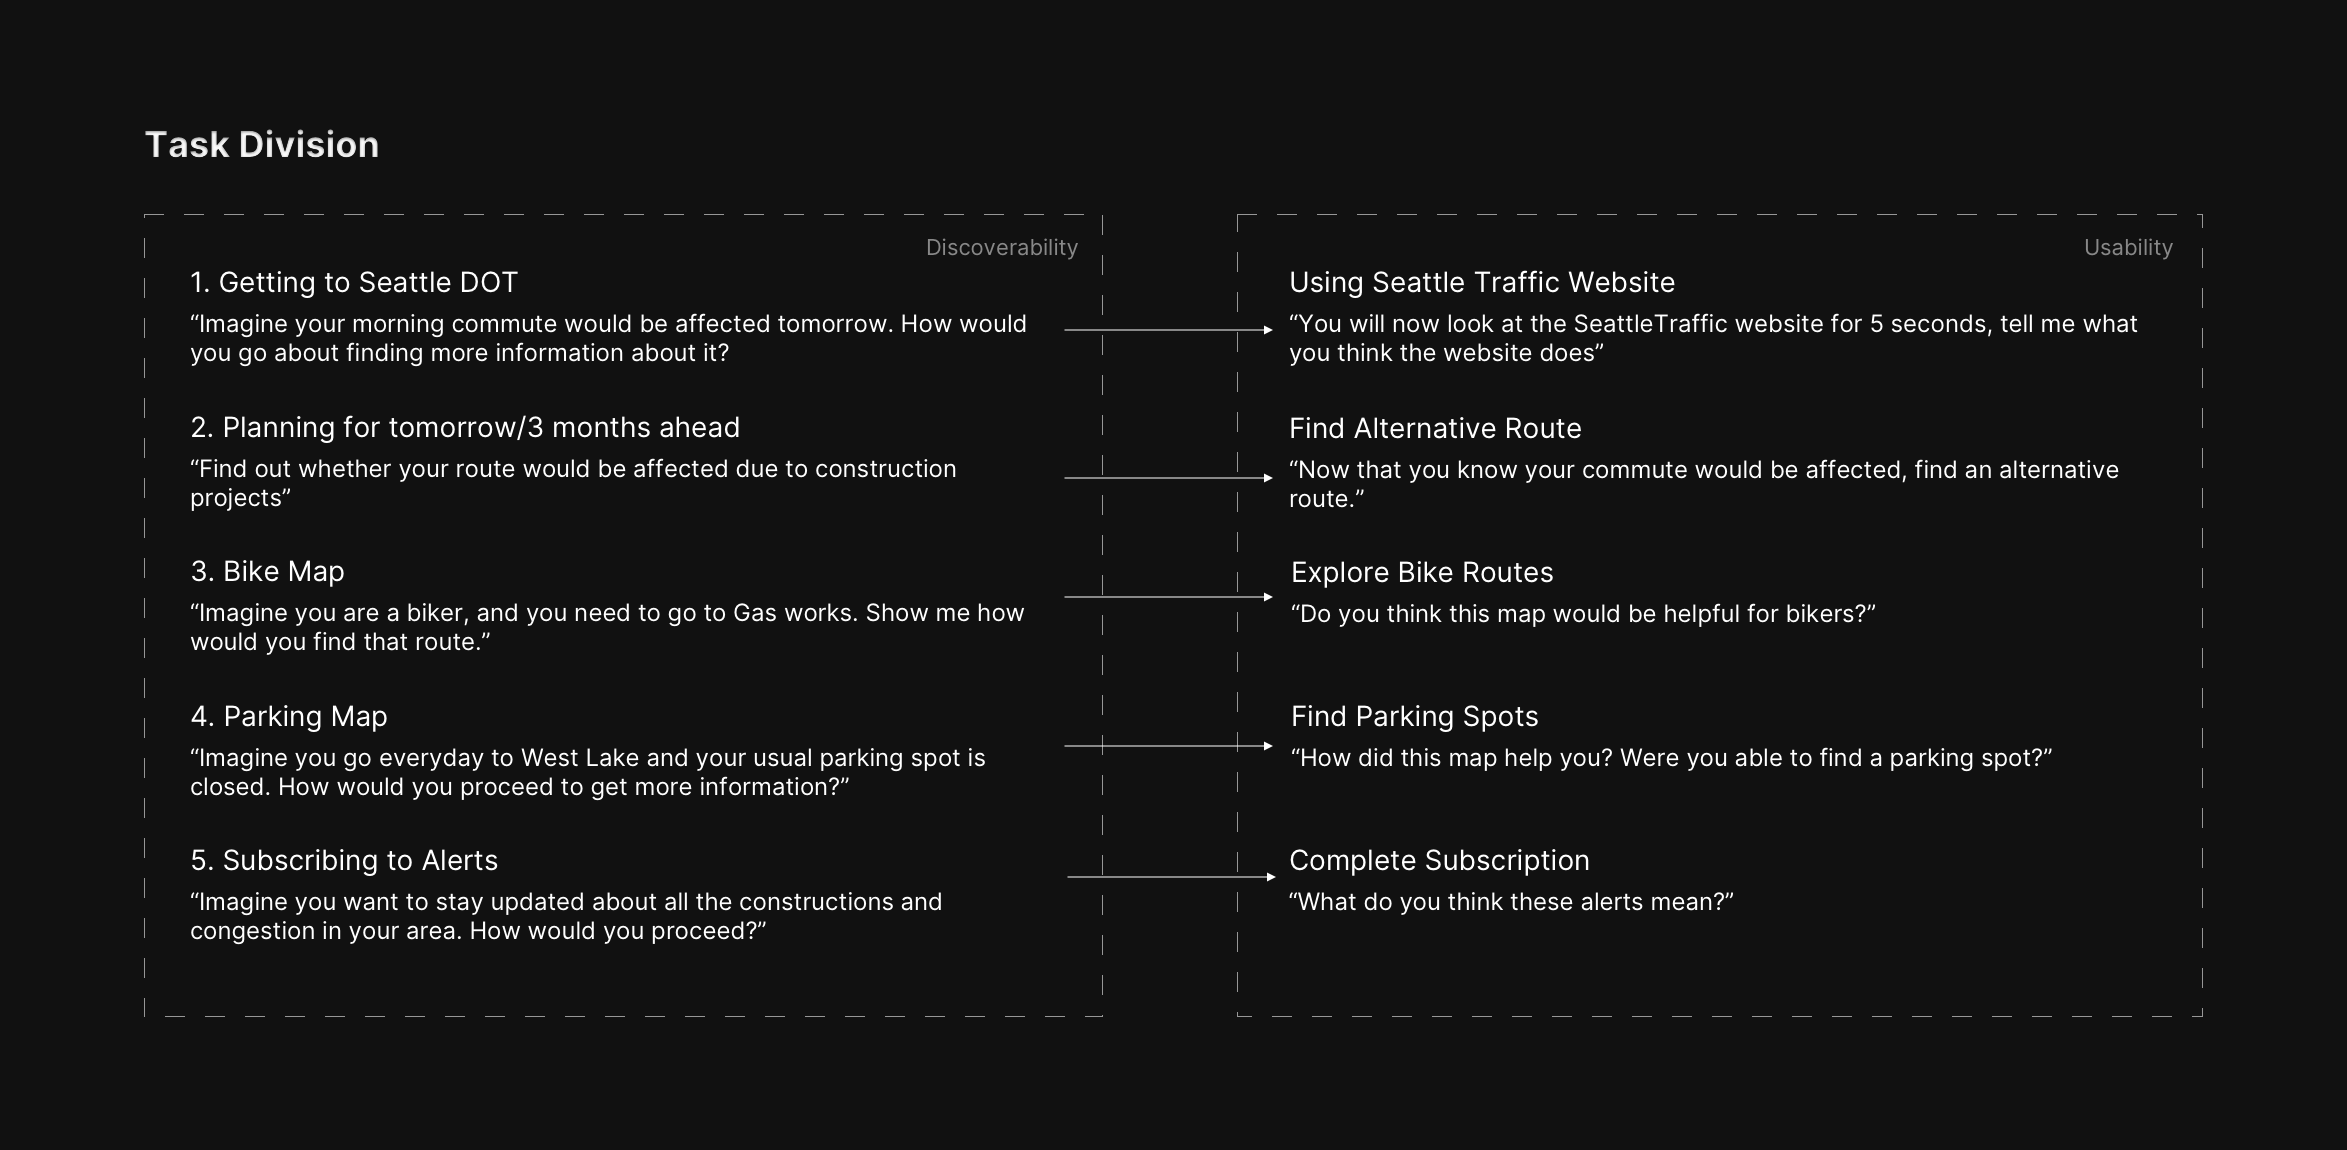 Task Division
Discoverability
1. Getting to Seattle DOT
“Imagine your morning commute would be affected tomorrow. How would
you go about finding more information about it?
2. Planning for tomorrow/3 months ahead
“Find out whether your route would be affected due to construction
projects”
3. Bike Map
“Imagine you are a biker, and you need to go to Gas works. Show me how
would you find that route.”
4. Parking Map
“Imagine you go everyday to West Lake and your usual parking spot is
closed. How would you proceed to get more information?”
5. Subscribing to Alerts
“Imagine you want to stay updated about all the constructions and
congestion in your area. How would you proceed?”
Usability
Using Seattle Traffic Website
“You will now look at the SeattleTraffic website for 5 seconds, tell me what
you think the website does”
Find Alternative Route
“Now that you know your commute would be affected, find an alternative
route.”
Explore Bike Routes
“Do you think this map would be helpful for bikers?”
Find Parking Spots
“How did this map help you? Were you able to find a parking spot?”
Complete Subscription
“What do you think these alerts mean?”